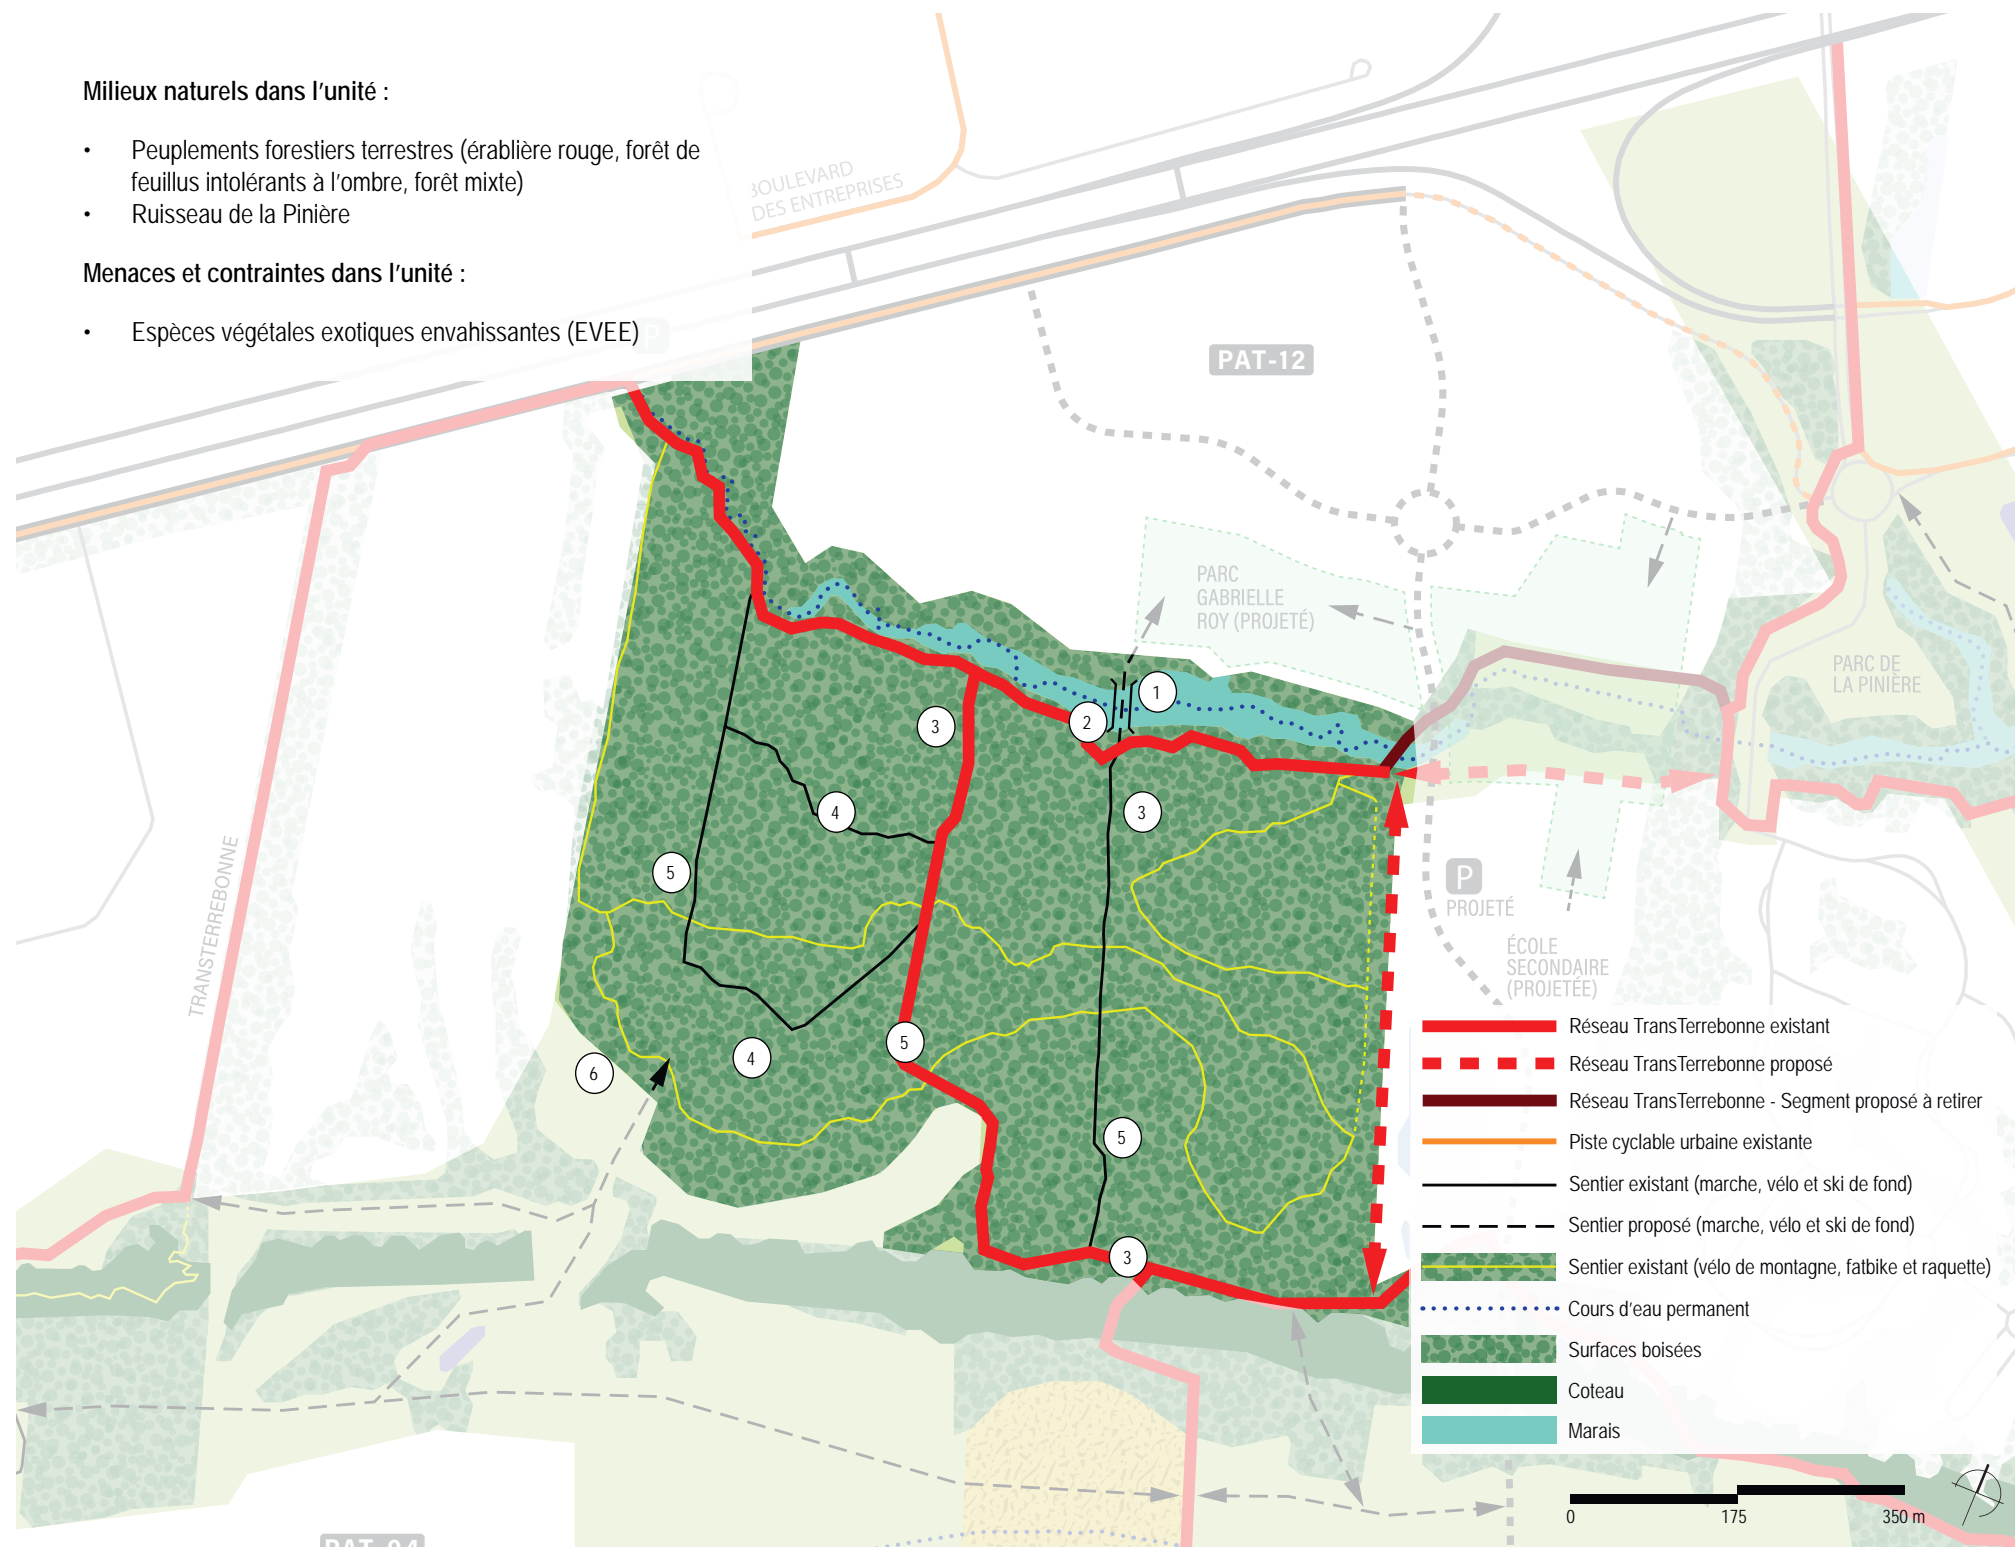 Milieux naturels dans l'unité :
• Peuplements forestiers terrestres (érablière rouge, forêt de
feuillus intolérants à l'ombre, forêt mixte)
• Ruisseau de la Pinière
Menaces et contraintes dans l'unité :
• Espèces végétales exotiques envahissantes (EVEE)
P
BOULEVARD
DES ENTREPRISES
PAT-12
PARC
GABRIELLE
ROY (PROJETÉ)
PARC DE
LA PINIÈRE
1
2
3
3
4
5
TRANSTERREBONNE
P
PROJETÉ
ÉCOLE
SECONDAIRE
(PROJETÉE)
5
4
6
5
3
Réseau TransTerrebonne existant
Réseau TransTerrebonne proposé
Réseau TransTerrebonne - Segment proposé à retirer
Piste cyclable urbaine existante
Sentier existant (marche, vélo et ski de fond)
Sentier proposé (marche, vélo et ski de fond)
Sentier existant (vélo de montagne, fatbike et raquette)
Cours d'eau permanent
Surfaces boisées
Coteau
Marais
0 175 350 m
PAT-04